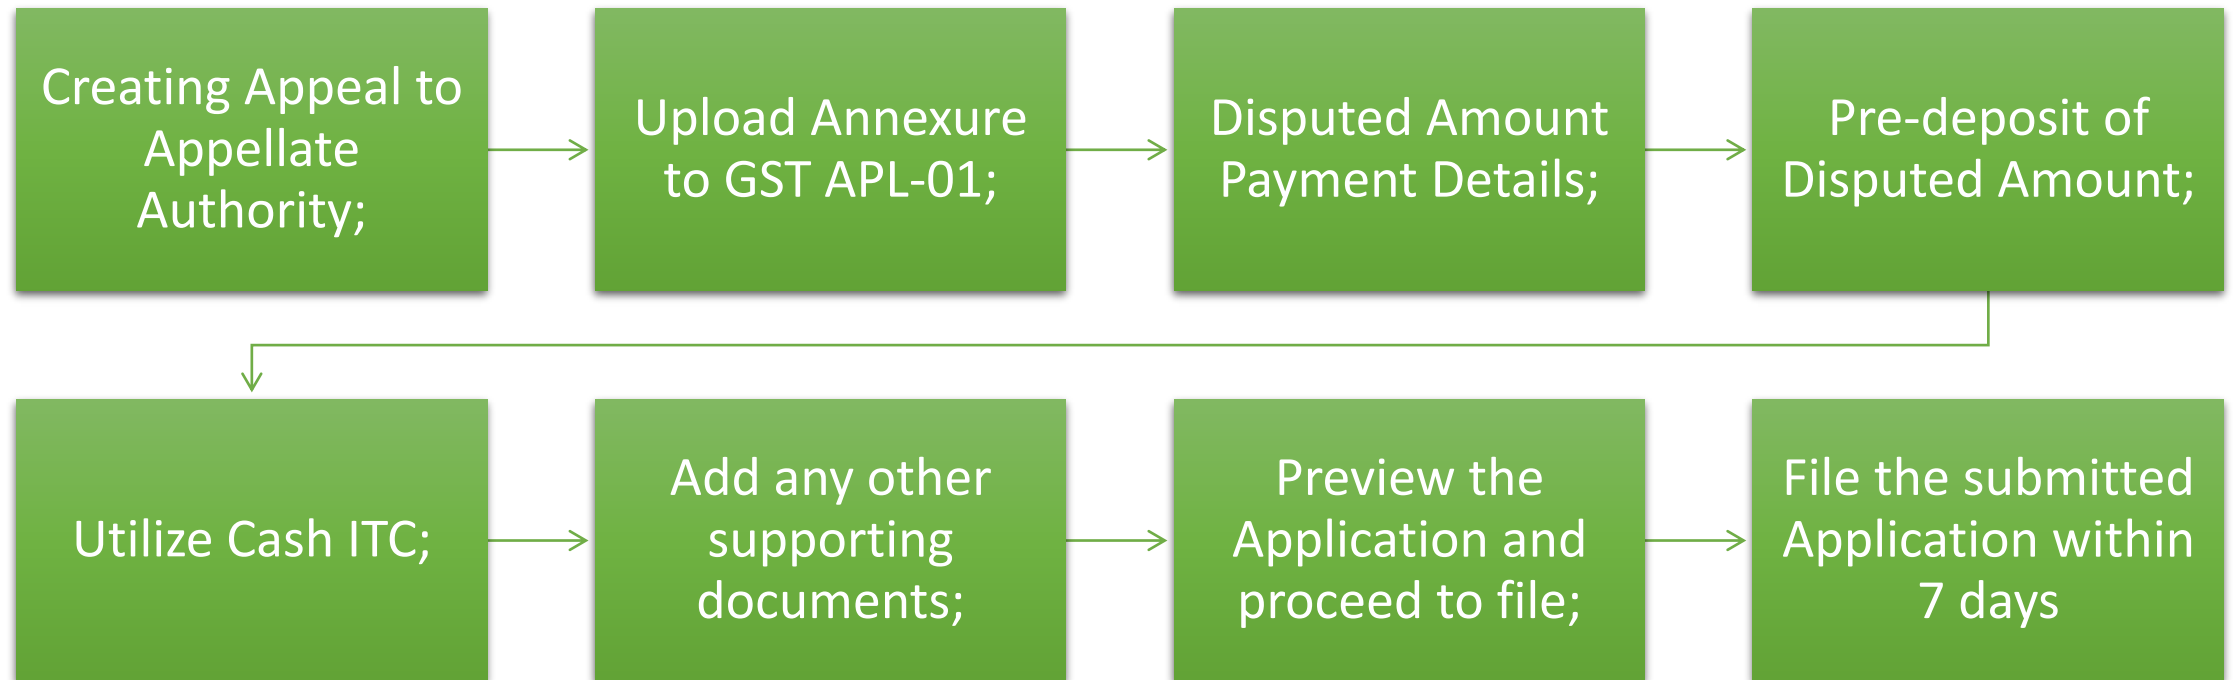 Creating Appeal to
Appellate
Authority;
Upload Annexure
to GST APL-01;
Disputed Amount
Payment Details;
Pre-deposit of
Disputed Amount;
Utilize Cash ITC;
Add any other
supporting
documents;
Preview the
Application and
proceed to file;
File the submitted
Application within
7 days